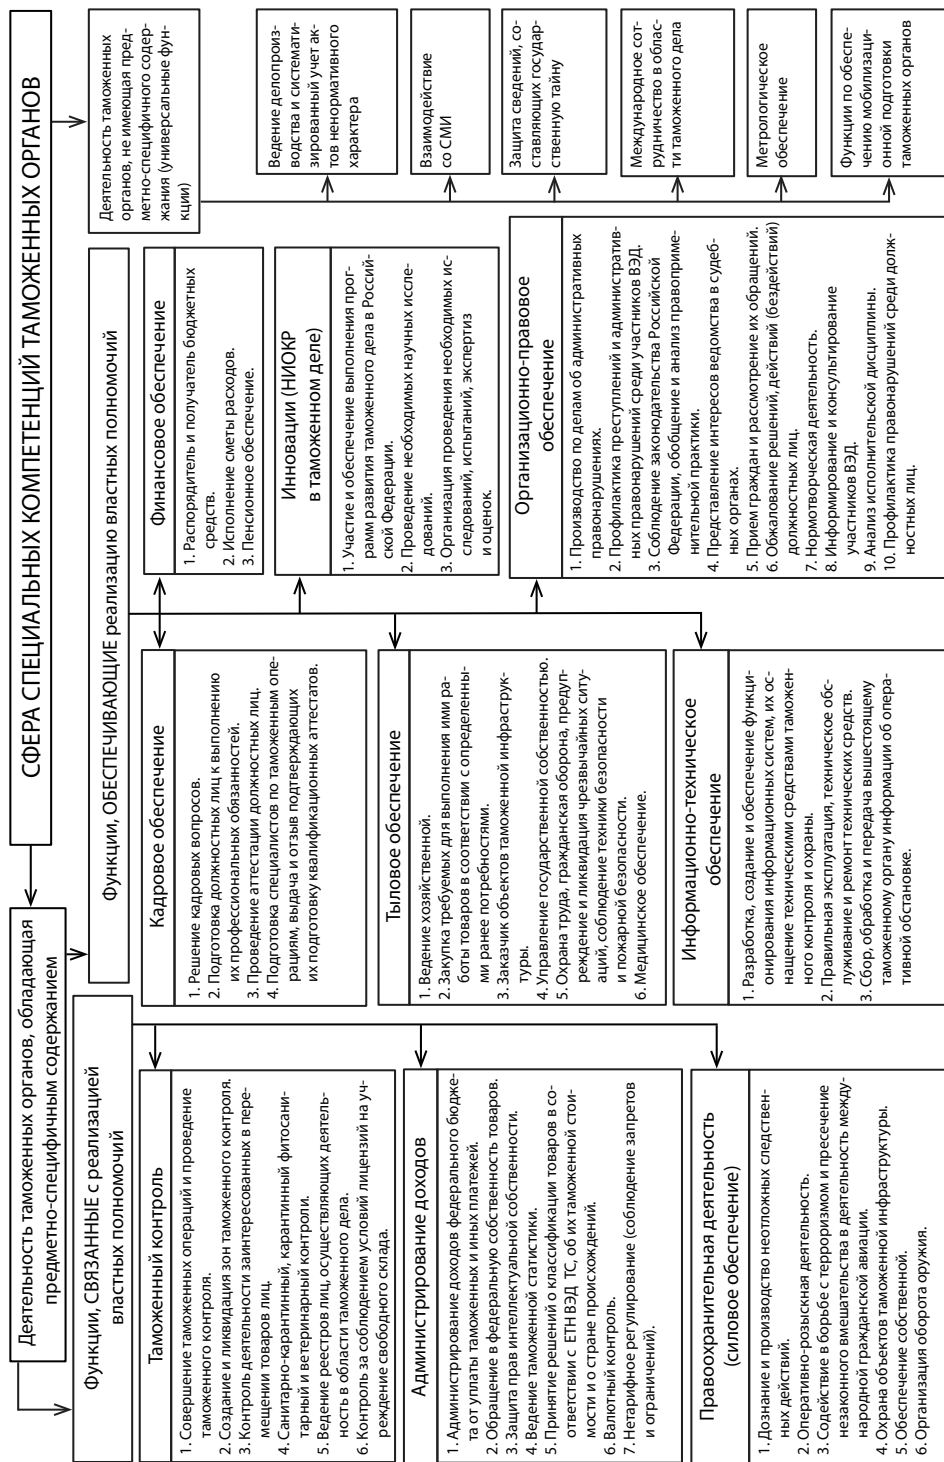 СФЕРА СПЕЦИАЛЬНЫХ КОМПЕТЕНЦИЙ ТАМОЖЕННЫХ ОРГАНОВ
Деятельность таможенных органов, обладающая
предметно-специфичным содержанием
Функции, СВЯЗАННЫЕ с реализацией
властных полномочий
Таможенный контроль
1. Совершение таможенных операций и проведение
таможенного контроля.
2. Создание и ликвидация зон таможенного контроля.
3. Контроль деятельности заинтересованных в пере-
мещении товаров лиц.
4. Санитарно-карантинный, карантинный фитосани-
тарный и ветеринарный контроли.
5. Ведение реестров лиц, осуществляющих деятель-
ность в области таможенного дела.
6. Контроль за соблюдением условий лицензий на уч-
реждение свободного склада.
Администрирование доходов
1. Администрирование доходов федерального бюдже-
та от уплаты таможенных и иных платежей.
2. Обращение в федеральную собственность товаров.
3. Защита прав интеллектуальной собственности.
4. Ведение таможенной статистики.
5. Принятие решений о классификации товаров в со-
ответствии с ЕТН ВЭД ТС, об их таможенной стои-
мости и о стране происхождений.
6. Валютный контроль.
7. Нетарифное регулирование (соблюдение запретов
и ограничений).
Правоохранительная деятельность
(силовое обеспечение)
1. Дознание и производство неотложных следствен-
ных действий.
2. Оперативно-розыскная деятельность.
3. Содействие в борьбе с терроризмом и пресечение
незаконного вмешательства в деятельность между-
народной гражданской авиации.
4. Охрана объектов таможенной инфраструктуры.
5. Обеспечение собственной.
6. Организация оборота оружия.
Функции, ОБЕСПЕЧИВАЮЩИЕ реализацию властных полномочий
Кадровое обеспечение
1. Решение кадровых вопросов.
2. Подготовка должностных лиц к выполнению
их профессиональных обязанностей.
3. Проведение аттестации должностных лиц.
4. Подготовка специалистов по таможенным опе-
рациям, выдача и отзыв подтверждающих
их подготовку квалификационных аттестатов.
Тыловое обеспечение
1. Ведение хозяйственной.
2. Закупка требуемых для выполнения ими ра-
боты товаров в соответствии с определенны-
ми ранее потребностями.
3. Заказчик объектов таможенной инфраструк-
туры.
4. Управление государственной собственностью.
5. Охрана труда, гражданская оборона, предуп-
реждение и ликвидация чрезвычайных ситу-
аций, соблюдение техники безопасности
и пожарной безопасности.
6. Медицинское обеспечение.
Информационно-техническое
обеспечение
1. Разработка, создание и обеспечение функци-
онирования информационных систем, их ос-
нащение техническими средствами таможен-
ного контроля и охраны.
2. Правильная эксплуатация, техническое обс-
луживание и ремонт технических средств.
3. Сбор, обработка и передача вышестоящему
таможенному органу информации об опера-
тивной обстановке.
Финансовое обеспечение
1. Распорядитель и получатель бюджетных
средств.
2. Исполнение сметы расходов.
3. Пенсионное обеспечение.
Инновации (НИОКР
в таможенном деле)
1. Участие и обеспечение выполнения прог-
рамм развития таможенного дела в Россий-
ской Федерации.
2. Проведение необходимых научных иссле-
дований.
3. Организация проведения необходимых ис-
следований, испытаний, экспертиз
и оценок.
Организационно-правовое
обеспечение
1. Производство по делам об административных
правонарушениях.
2. Профилактика преступлений и административ-
ных правонарушений среди участников ВЭД.
3. Соблюдение законодательства Российской
Федерации, обобщение и анализ правоприме-
нительной практики.
4. Представление интересов ведомства в судеб-
ных органах.
5. Прием граждан и рассмотрение их обращений.
6. Обжалование решений, действий (бездействий)
должностных лиц.
7. Нормотворческая деятельность.
8. Информирование и консультирование
участников ВЭД.
9. Анализ исполнительской дисциплины.
10. Профилактика правонарушений среди долж-
ностных лиц.
Деятельность таможенных
органов, не имеющая пред-
метно-специфичного содер-
жания (универсальные фун-
кции)
Ведение делопроиз-
водства и системати-
зированный учет ак-
тов ненормативного
характера
Взаимодействие
со СМИ
Защита сведений, со-
ставляющих государ-
ственную тайну
Международное сот-
рудничество в облас-
ти таможенного дела
Метрологическое
обеспечение
Функции по обеспе-
чению мобилизаци-
онной подготовки
таможенных органов